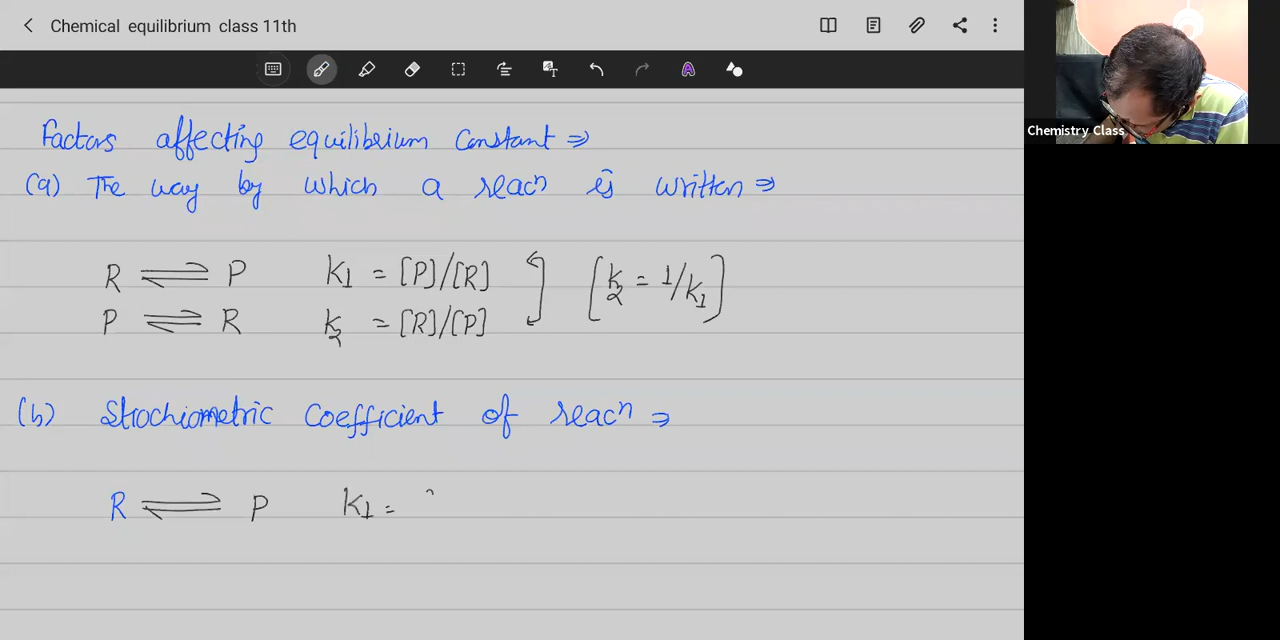 Chemical equilibrium class 11th
Chemistry Class
Factors affecting equilibrium Constant ⇒
(a) The way by which a reacⁿ is written ⇒
R ⇌ P K1 = [P]/[R] [K2 = 1/K1]
P ⇌ R K2 = [R]/[P]
(b) Stiochiometric Coefficient of reacⁿ ⇒
R ⇌ P K1 =